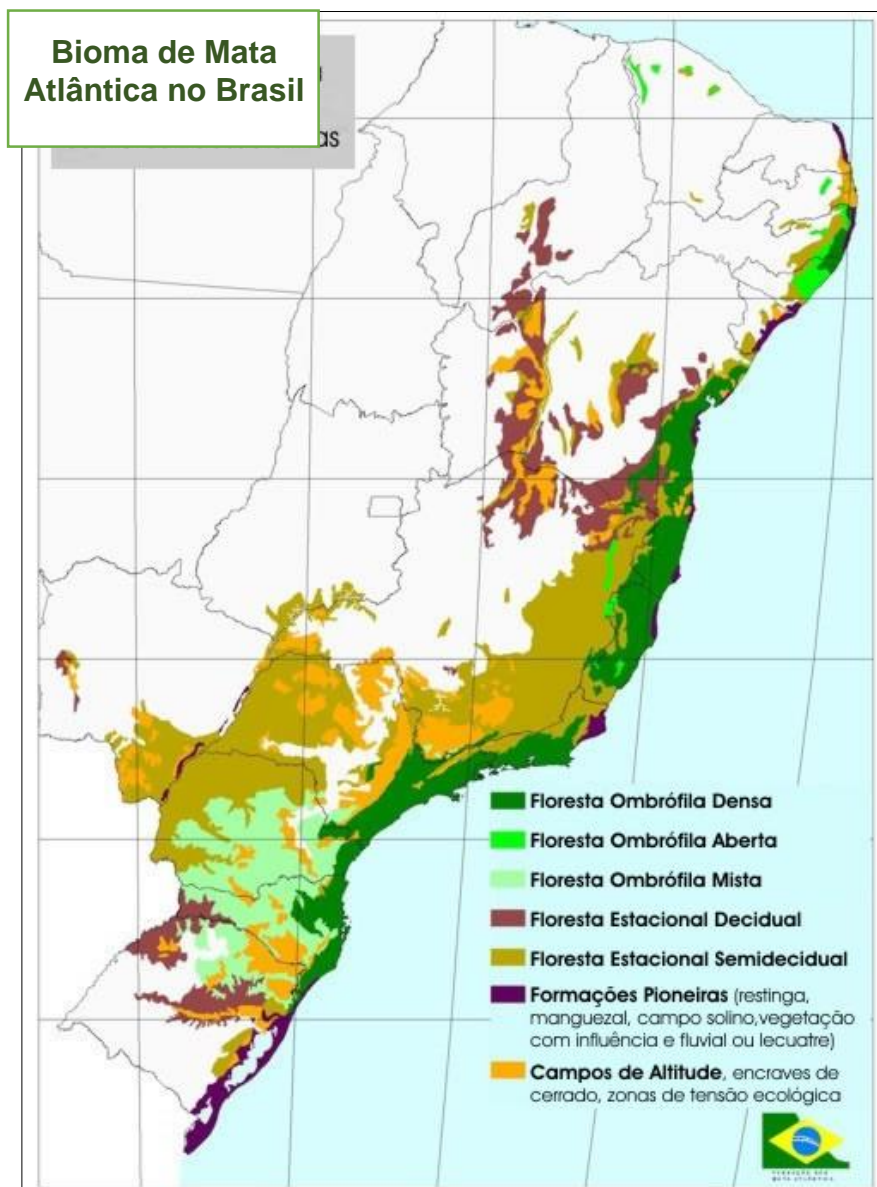 Bioma de Mata
Atlântica no Brasil
as
Floresta Ombrófila Densa
Floresta Ombrófila Aberta
Floresta Ombrófila Mista
Floresta Estacional Decidual
Floresta Estacional Semidecidual
Formações Pioneiras (restinga,
manguezal, campo solino,vegetação
com influência e fluvial ou lecuatre)
Campos de Altitude, encraves de
cerrado, zonas de tensão ecológica
MATA ATLÂNTICA